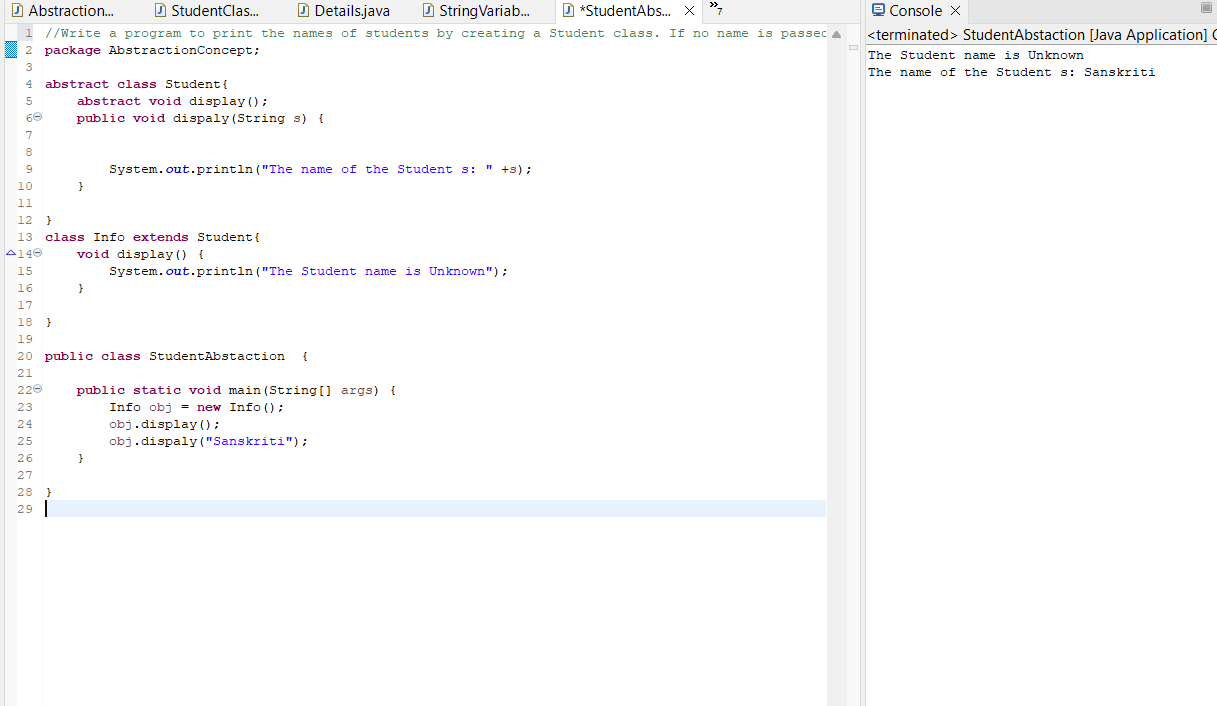 Abstraction... StudentClas... Details.java StringVariab... *StudentAbs... »7
1 //Write a program to print the names of students by creating a Student class. If no name is passed
2 package AbstractionConcept;
3
4 abstract class Student{
5 abstract void display();
6 public void dispaly(String s) {
7
8
9 System.out.println("The name of the Student s: " +s);
10 }
11
12 }
13 class Info extends Student{
14 void display() {
15 System.out.println("The Student name is Unknown");
16 }
17
18 }
19
20 public class StudentAbstaction {
21
22 public static void main(String[] args) {
23 Info obj = new Info();
24 obj.display();
25 obj.dispaly("Sanskriti");
26 }
27
28 }
29
Console
<terminated> StudentAbstaction [Java Application] C
The Student name is Unknown
The name of the Student s: Sanskriti